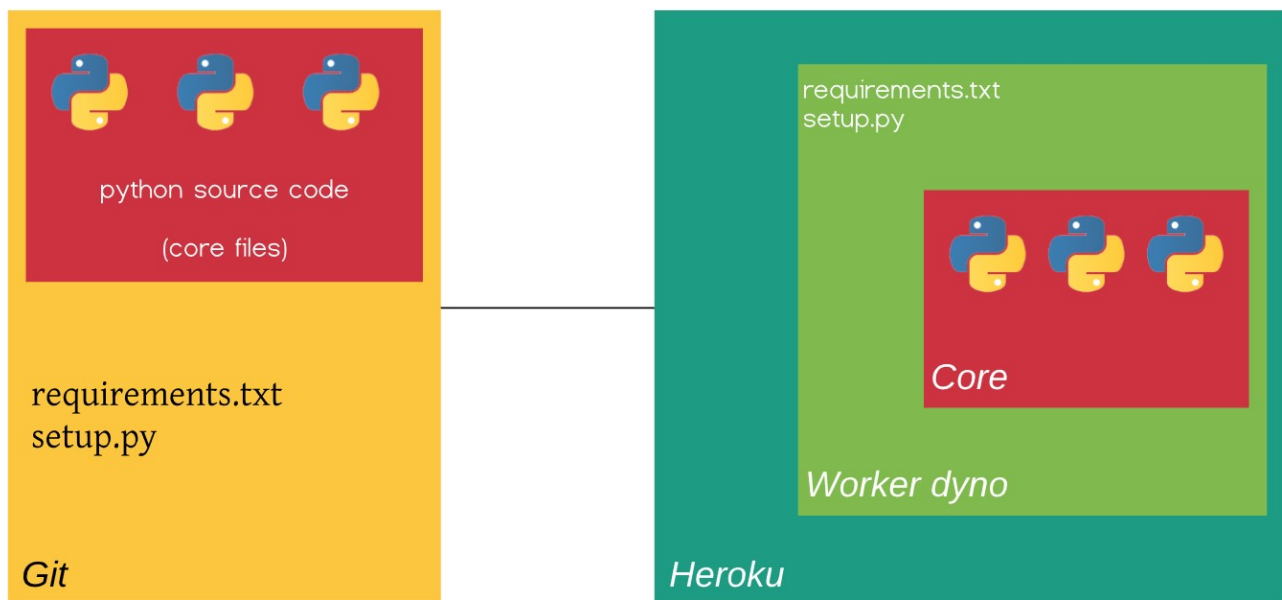 python source code
(core files)
requirements.txt
setup.py
Git
requirements.txt
setup.py
Core
Worker dyno
Heroku